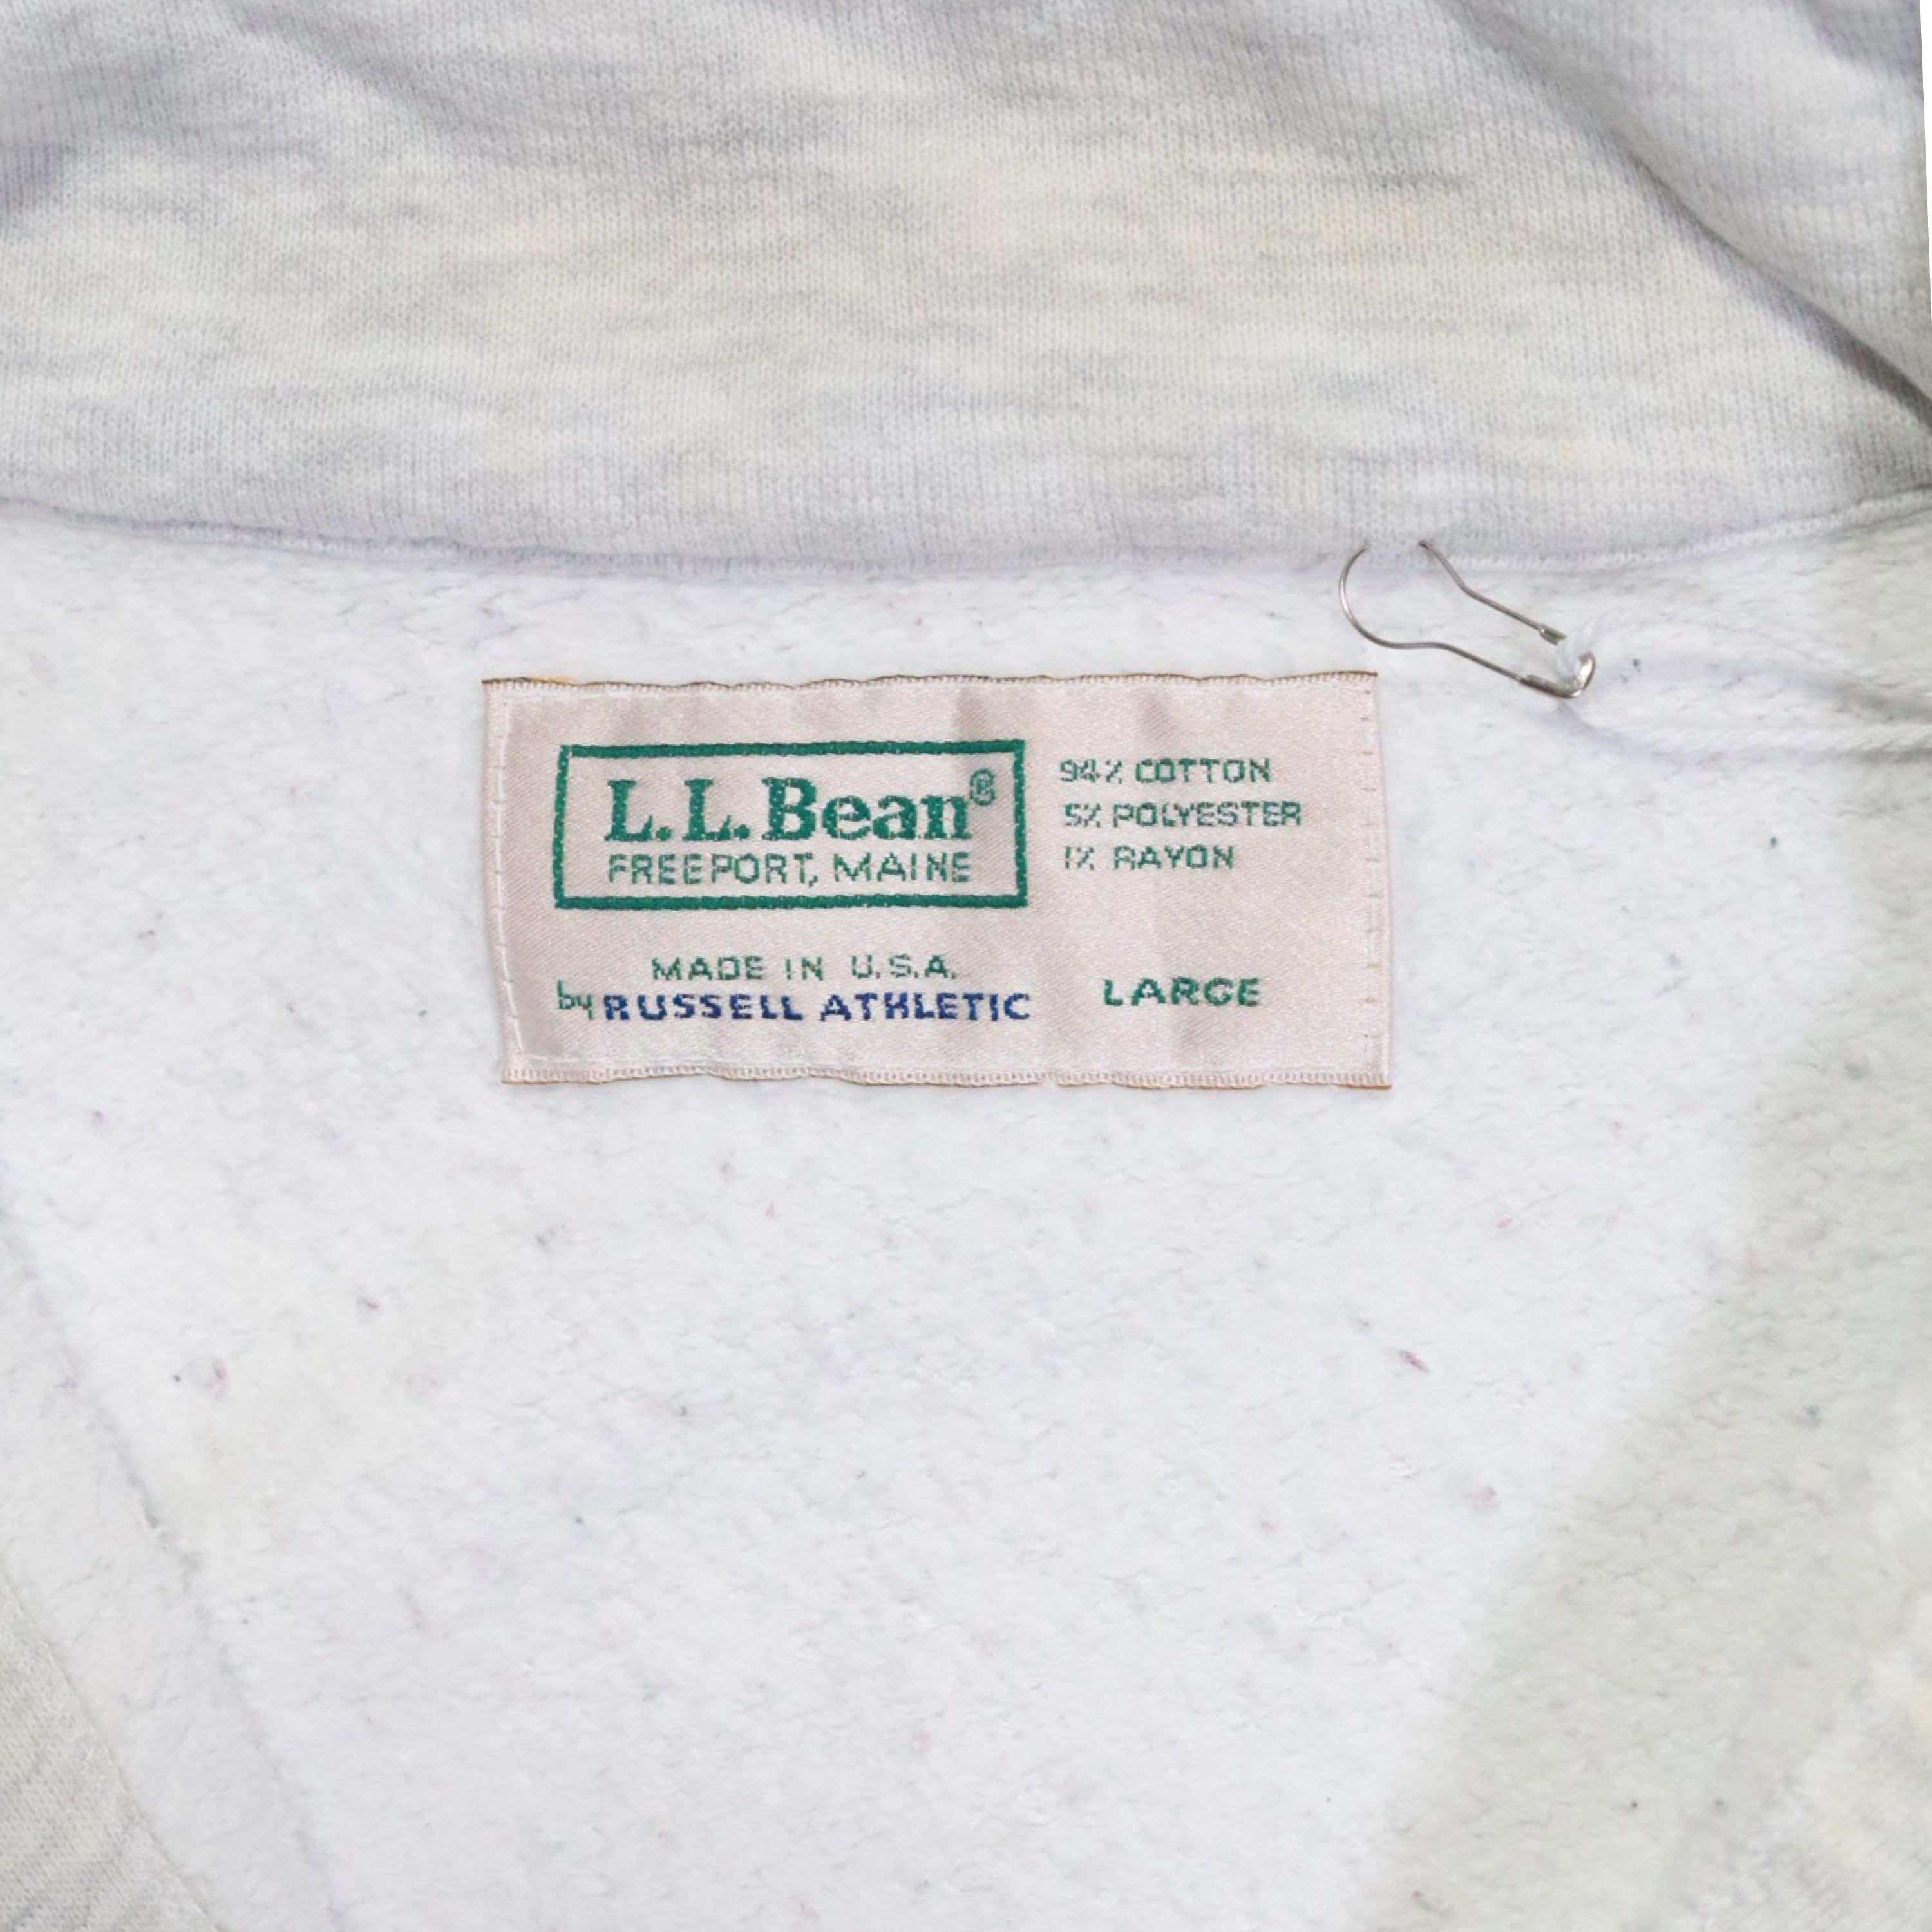 L.L.Bean®
FREEPORT, MAINE
94% COTTON
5% POLYESTER
1% RAYON
MADE IN U.S.A.
by RUSSELL ATHLETIC
LARGE